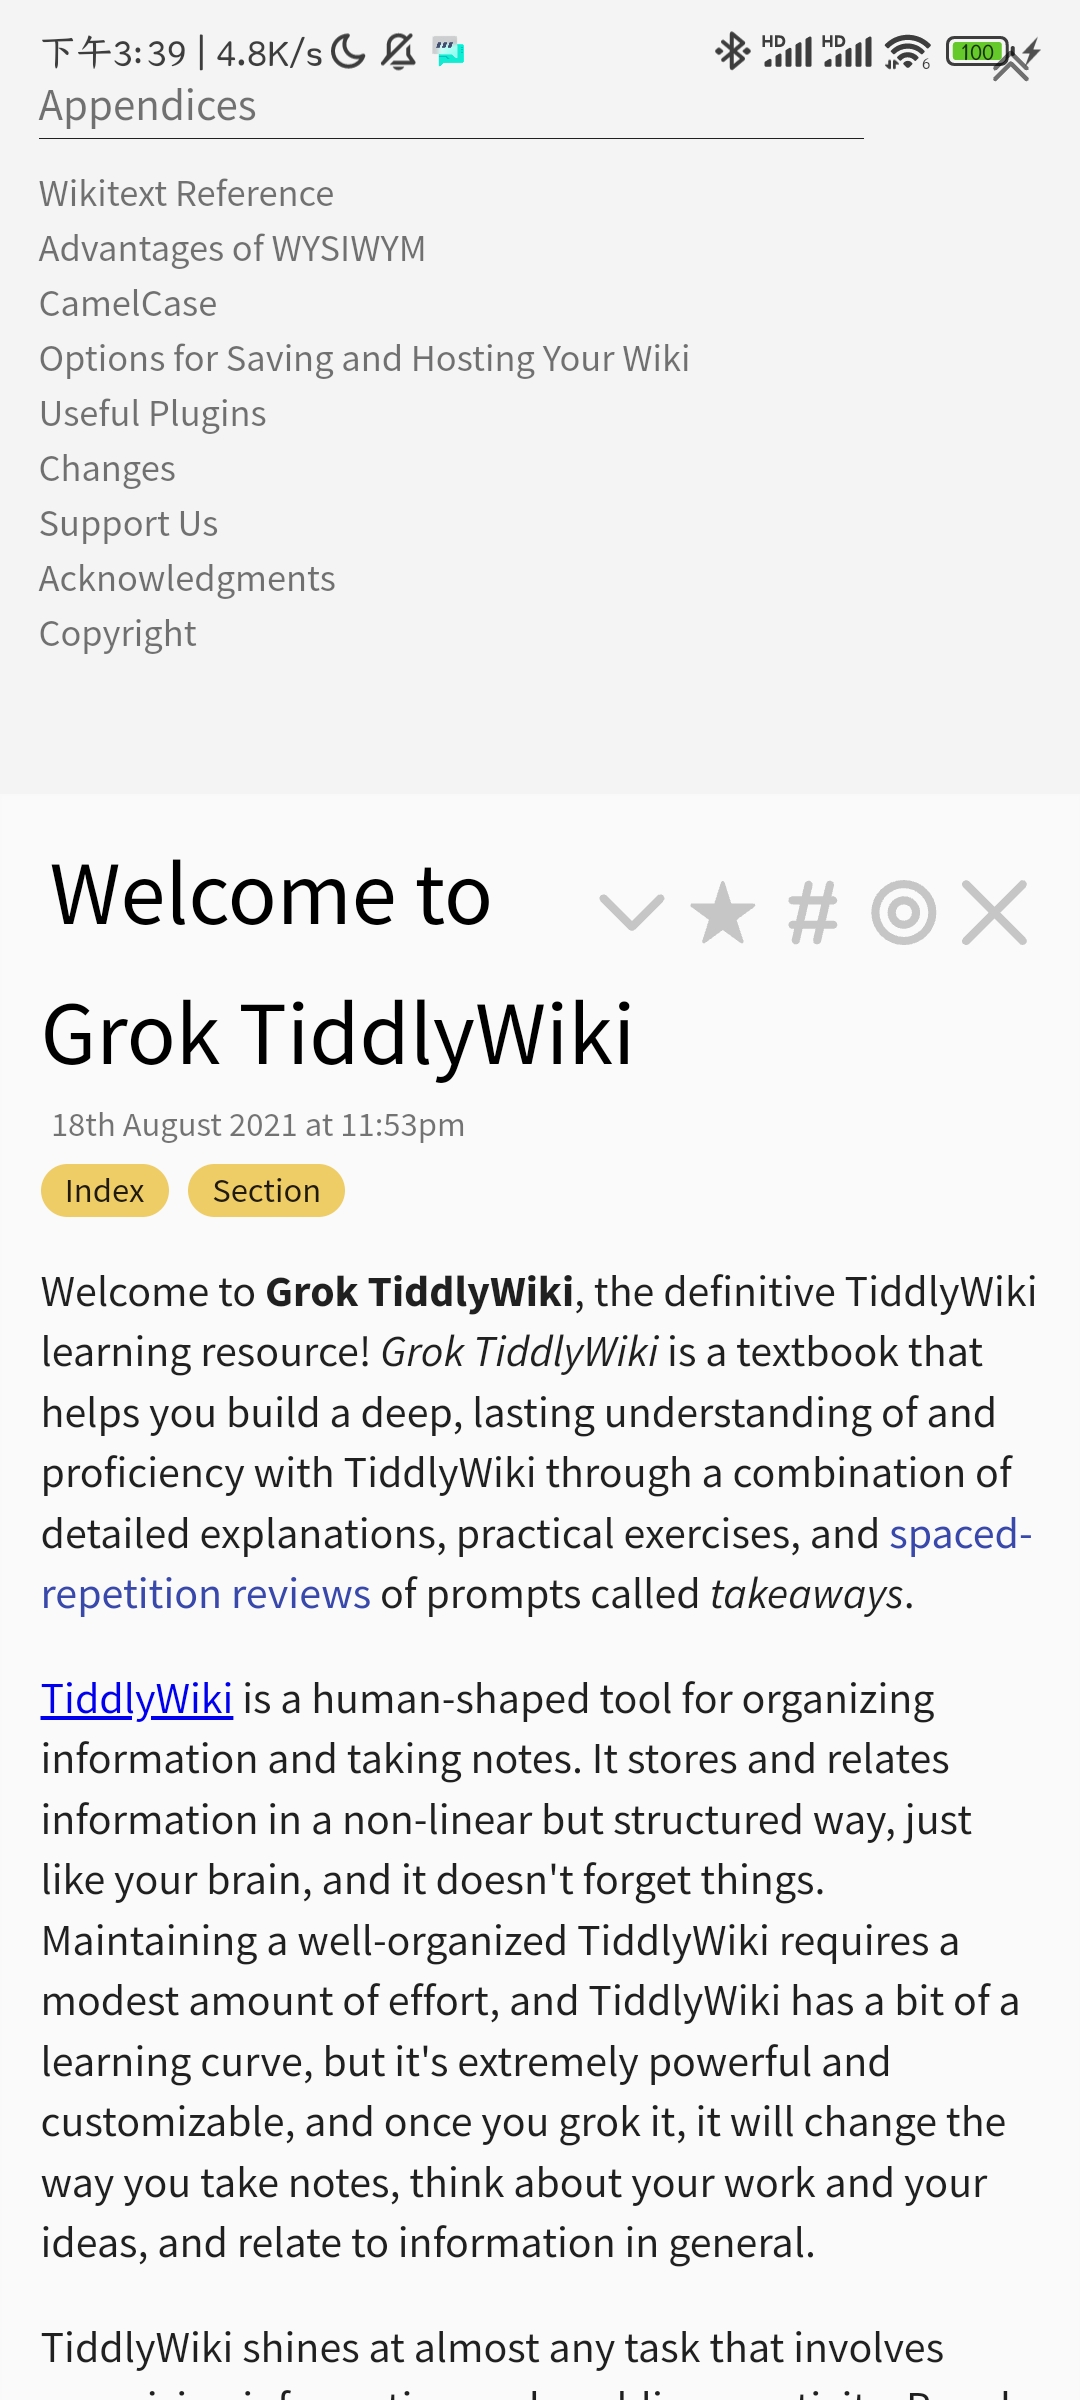 下午3:39 | 4.8K/s HD HD 6 100
Appendices
Wikitext Reference
Advantages of WYSIWYM
CamelCase
Options for Saving and Hosting Your Wiki
Useful Plugins
Changes
Support Us
Acknowledgments
Copyright
Welcome to
Grok TiddlyWiki
18th August 2021 at 11:53pm
Index Section
Welcome to Grok TiddlyWiki, the definitive TiddlyWiki
learning resource! Grok TiddlyWiki is a textbook that
helps you build a deep, lasting understanding of and
proficiency with TiddlyWiki through a combination of
detailed explanations, practical exercises, and spaced-
repetition reviews of prompts called takeaways.
TiddlyWiki is a human-shaped tool for organizing
information and taking notes. It stores and relates
information in a non-linear but structured way, just
like your brain, and it doesn't forget things.
Maintaining a well-organized TiddlyWiki requires a
modest amount of effort, and TiddlyWiki has a bit of a
learning curve, but it's extremely powerful and
customizable, and once you grok it, it will change the
way you take notes, think about your work and your
ideas, and relate to information in general.
TiddlyWiki shines at almost any task that involves